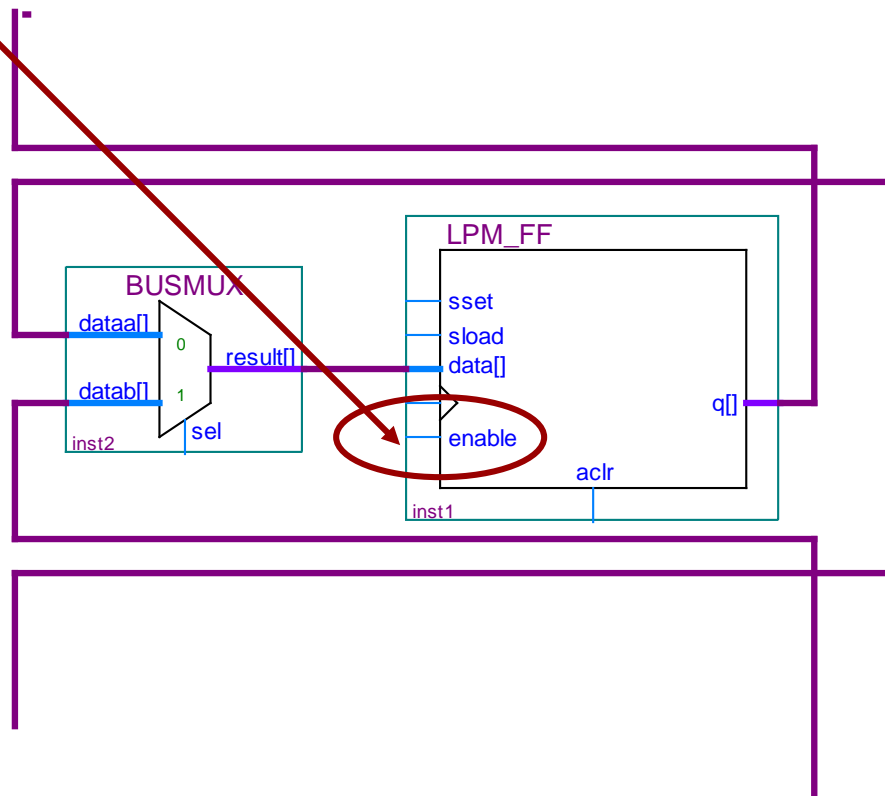 LPM_FF
BUSMUX
sset
dataa[]
0
sload
result[]
data[]
datab[]
1
q[]
sel
enable
inst2
aclr
inst1